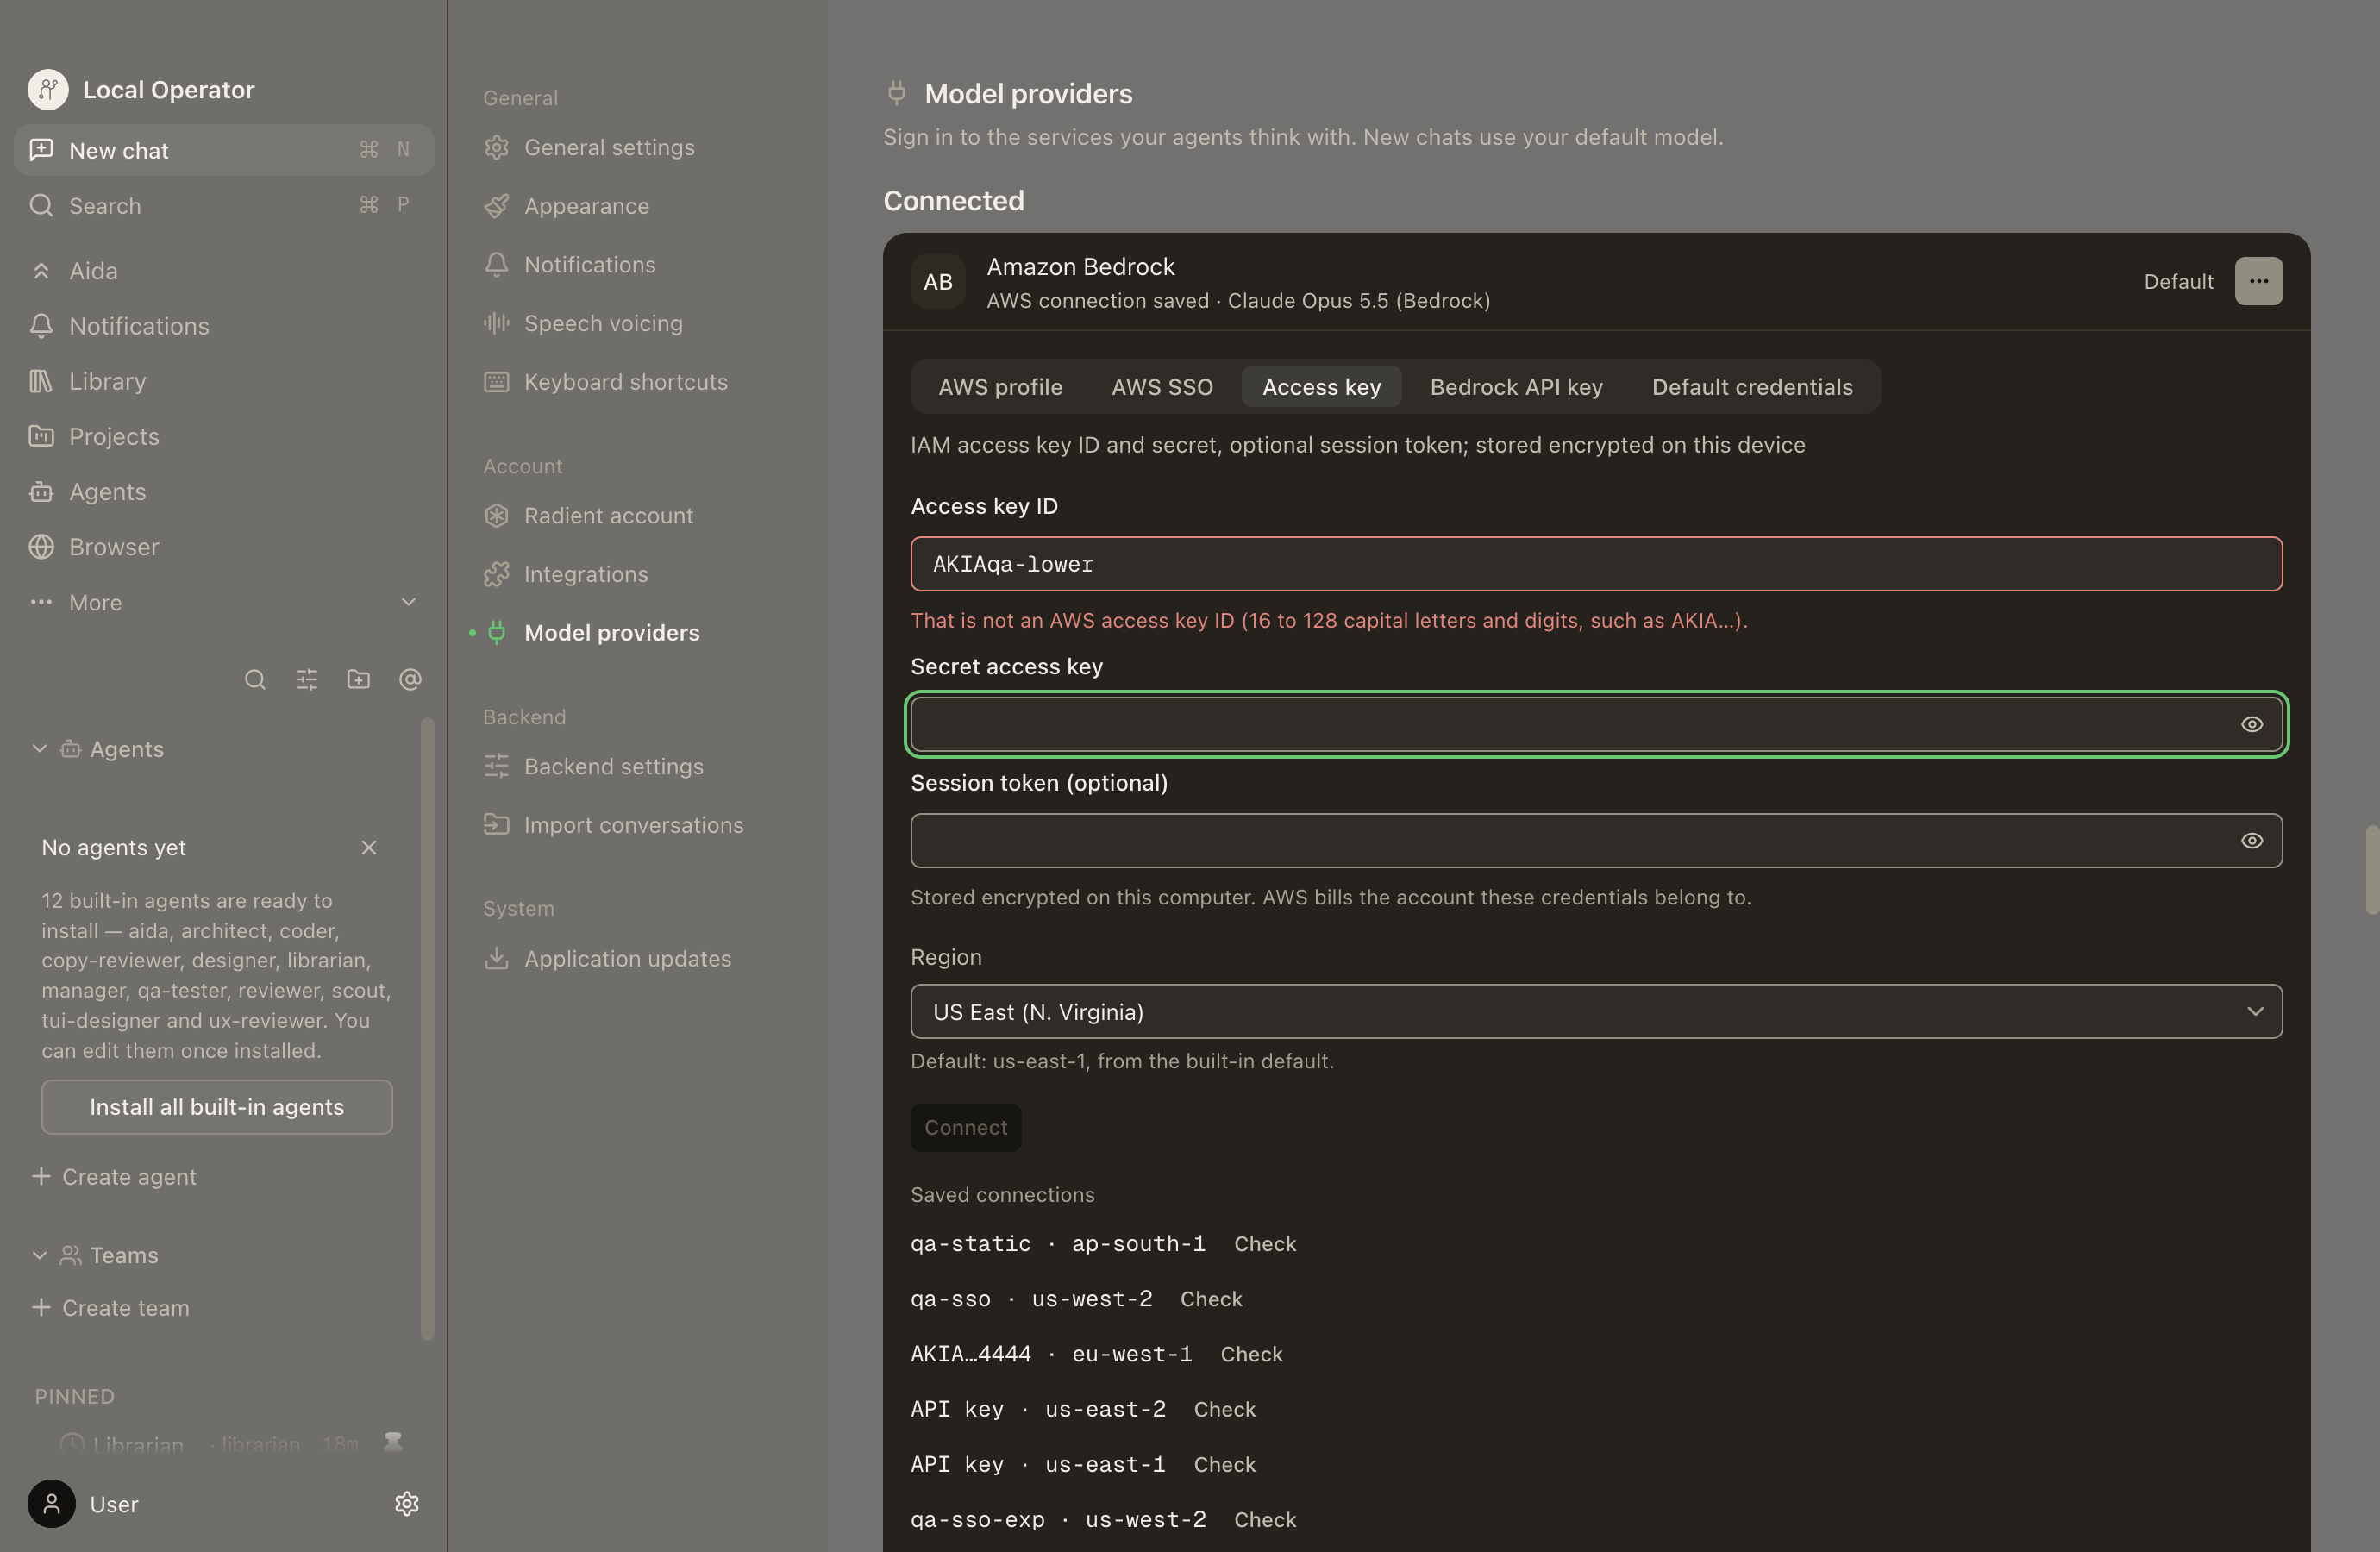 Local Operator
New chat ⌘ N
Search ⌘ P
Aida
Notifications
Library
Projects
Agents
Browser
More
Agents
No agents yet
12 built-in agents are ready to
install — aida, architect, coder,
copy-reviewer, designer, librarian,
manager, qa-tester, reviewer, scout,
tui-designer and ux-reviewer. You
can edit them once installed.
Install all built-in agents
Create agent
Teams
Create team
PINNED
Librarian · librarian 18m
User
General
General settings
Appearance
Notifications
Speech voicing
Keyboard shortcuts
Account
Radient account
Integrations
Model providers
Backend
Backend settings
Import conversations
System
Application updates
Model providers
Sign in to the services your agents think with. New chats use your default model.
Connected
AB
Amazon Bedrock
AWS connection saved · Claude Opus 5.5 (Bedrock)
Default
AWS profile AWS SSO Access key Bedrock API key Default credentials
IAM access key ID and secret, optional session token; stored encrypted on this device
Access key ID
AKIAqa-lower
That is not an AWS access key ID (16 to 128 capital letters and digits, such as AKIA…).
Secret access key
Session token (optional)
Stored encrypted on this computer. AWS bills the account these credentials belong to.
Region
US East (N. Virginia)
Default: us-east-1, from the built-in default.
Connect
Saved connections
qa-static · ap-south-1 Check
qa-sso · us-west-2 Check
AKIA…4444 · eu-west-1 Check
API key · us-east-2 Check
API key · us-east-1 Check
qa-sso-exp · us-west-2 Check